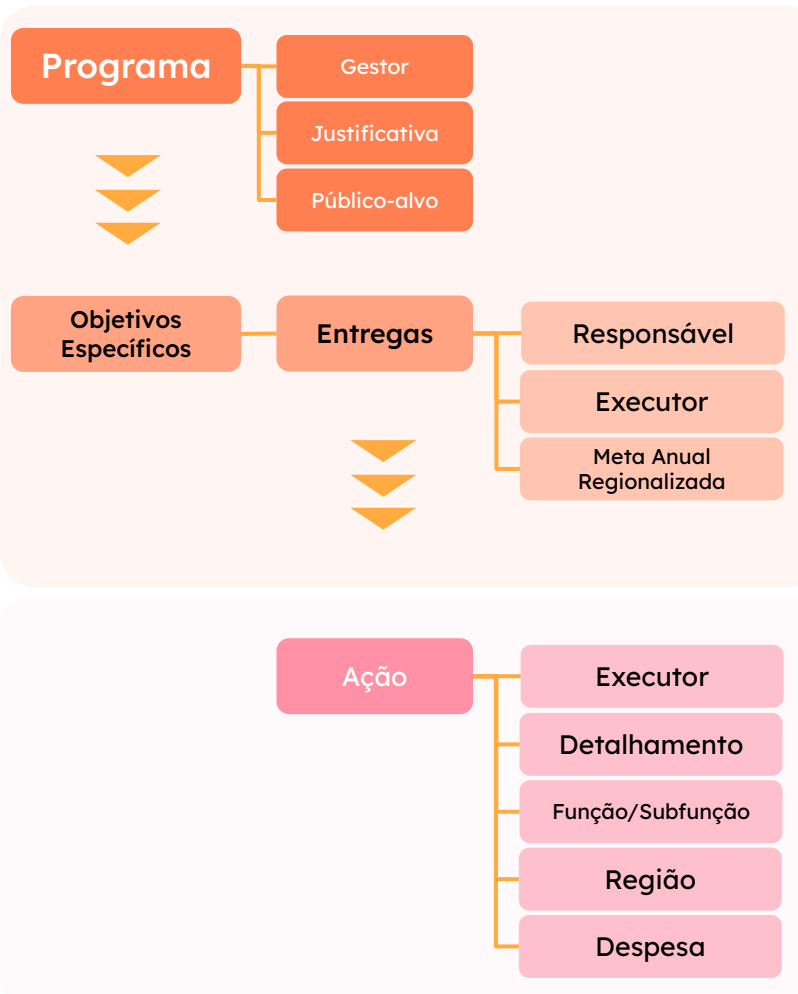 Programa
Gestor
Justificativa
Público-alvo
Objetivos
Específicos
Entregas
Responsável
Executor
Meta Anual
Regionalizada
Ação
Executor
Detalhamento
Função/Subfunção
Região
Despesa